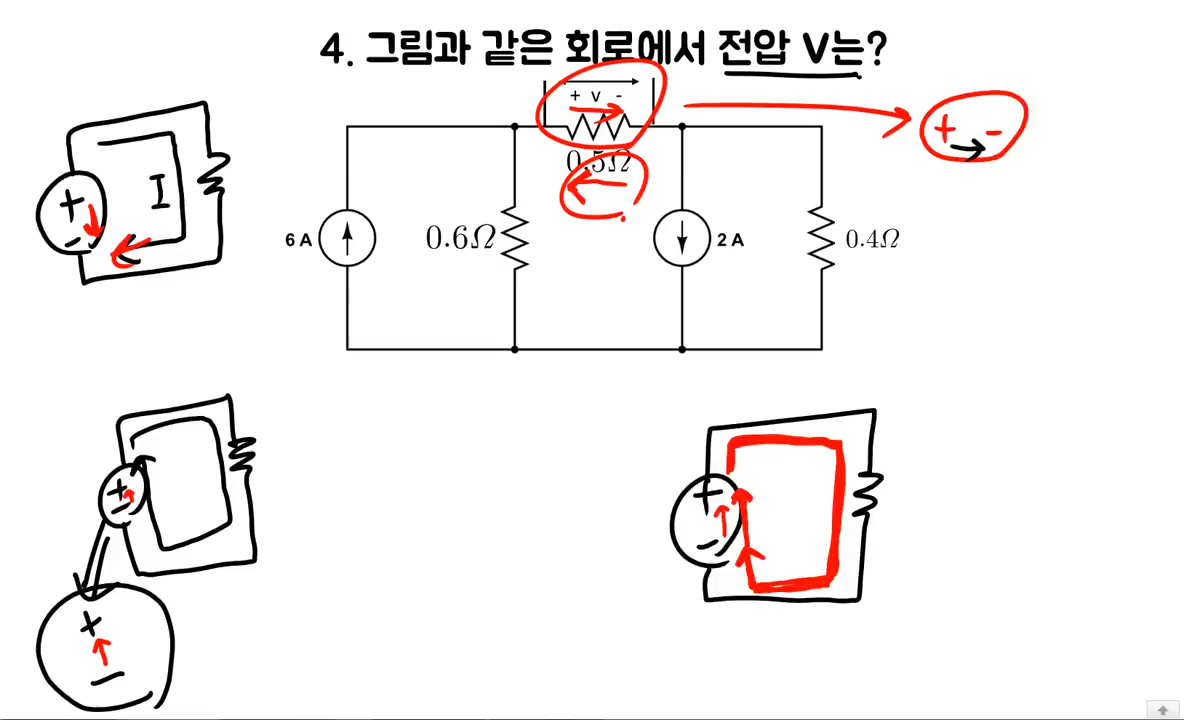 4. 그림과 같은 회로에서 전압 V는?
+ v -
+ -
0.5Ω
+
-
I
6 A
0.6Ω
2 A
0.4Ω
+
-
+
-
+
-